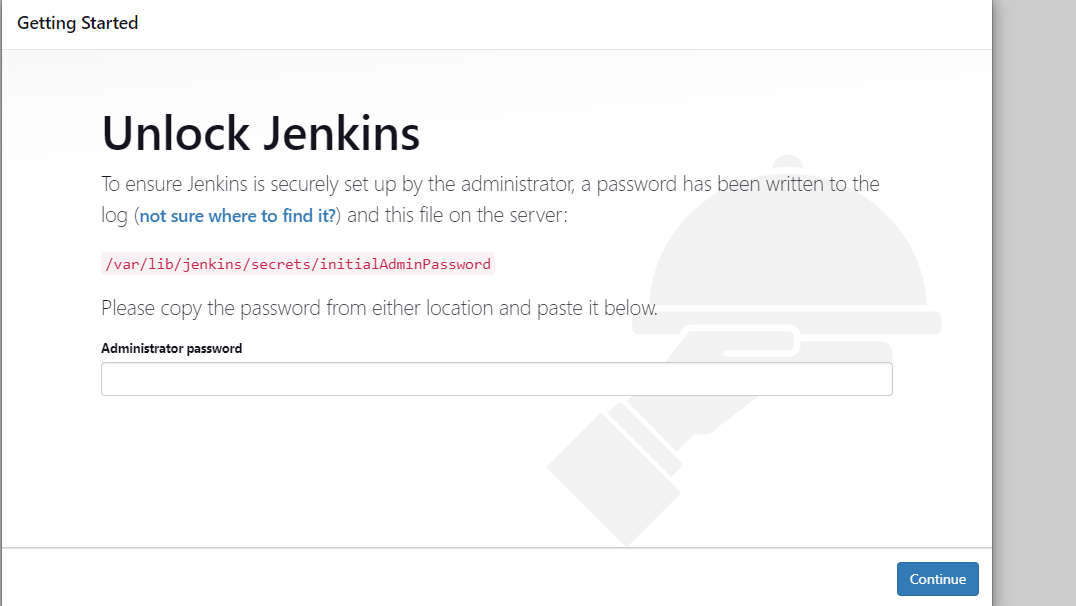 Getting Started
Unlock Jenkins
To ensure Jenkins is securely set up by the administrator, a password has been written to the
log (not sure where to find it?) and this file on the server:
/var/lib/jenkins/secrets/initialAdminPassword
Please copy the password from either location and paste it below.
Administrator password
Continue